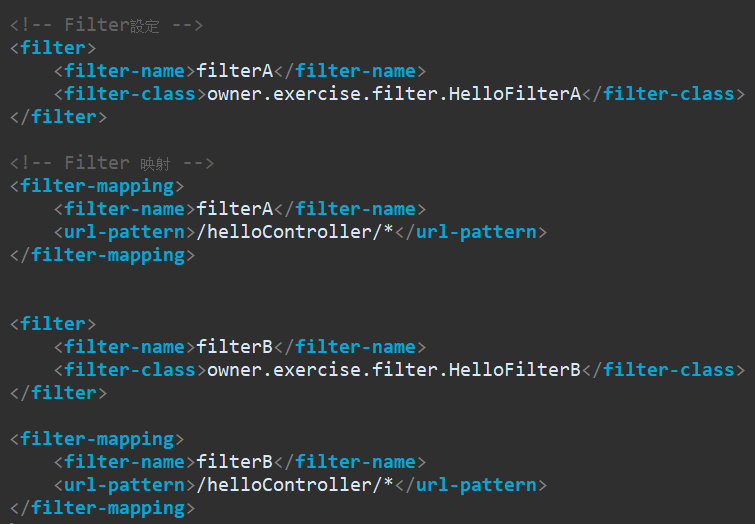 <!-- Filter設定 -->
<filter>
<filter-name>filterA</filter-name>
<filter-class>owner.exercise.filter.HelloFilterA</filter-class>
</filter>
<!-- Filter 映射 -->
<filter-mapping>
<filter-name>filterA</filter-name>
<url-pattern>/helloController/*</url-pattern>
</filter-mapping>
<filter>
<filter-name>filterB</filter-name>
<filter-class>owner.exercise.filter.HelloFilterB</filter-class>
</filter>
<filter-mapping>
<filter-name>filterB</filter-name>
<url-pattern>/helloController/*</url-pattern>
</filter-mapping>